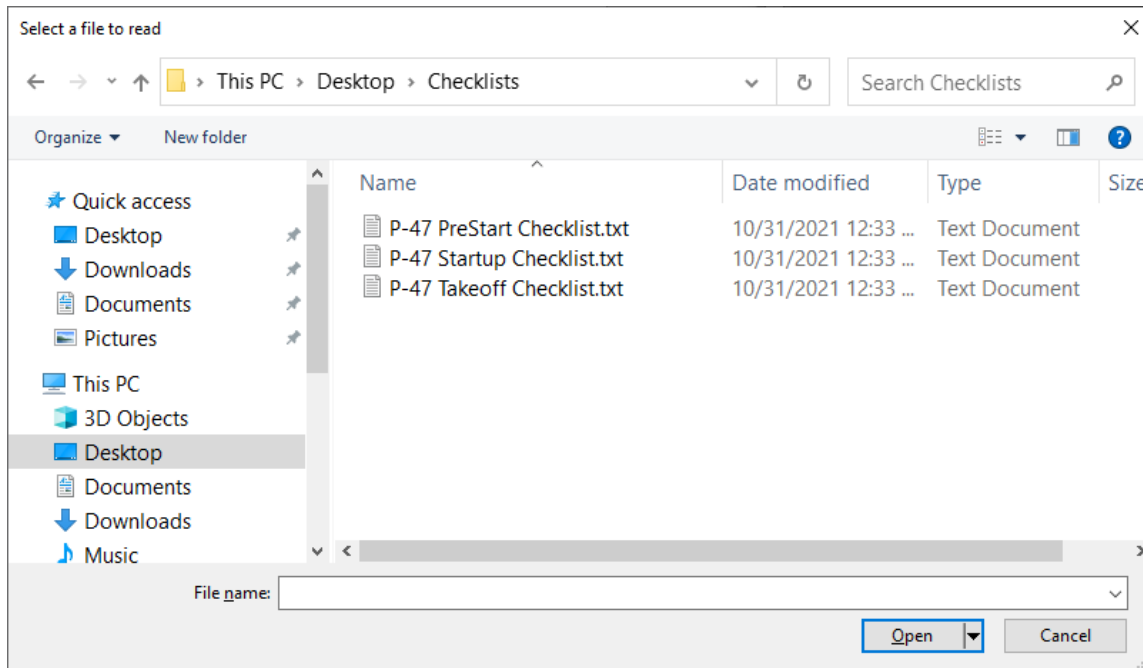 Select a file to read
This PC › Desktop › Checklists
Search Checklists
Organize
New folder
?
Name
Date modified
Type
Size
P-47 PreStart Checklist.txt
10/31/2021 12:33 ...
Text Document
P-47 Startup Checklist.txt
10/31/2021 12:33 ...
Text Document
P-47 Takeoff Checklist.txt
10/31/2021 12:33 ...
Text Document
Quick access
Desktop
Downloads
Documents
Pictures
This PC
3D Objects
Desktop
Documents
Downloads
Music
File name:
Open
Cancel